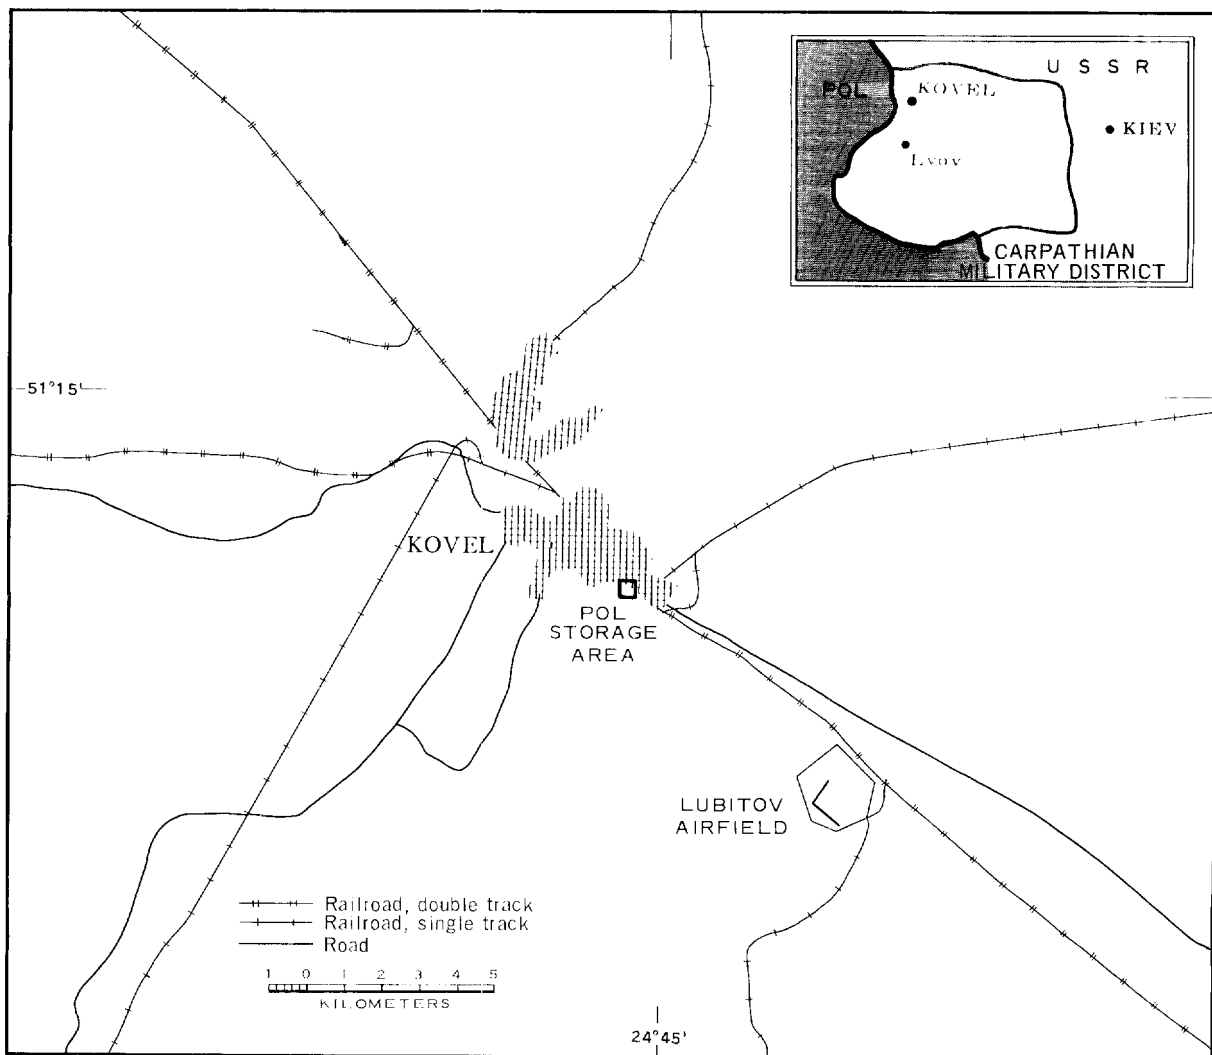 USSR
POL
KOVEL
KIEV
Lvov
CARPATHIAN
MILITARY DISTRICT
51°15'
KOVEL
POL
STORAGE
AREA
LUBITOV
AIRFIELD
Railroad, double track
Railroad, single track
Road
1 0 1 2 3 4 5
KILOMETERS
24°45'